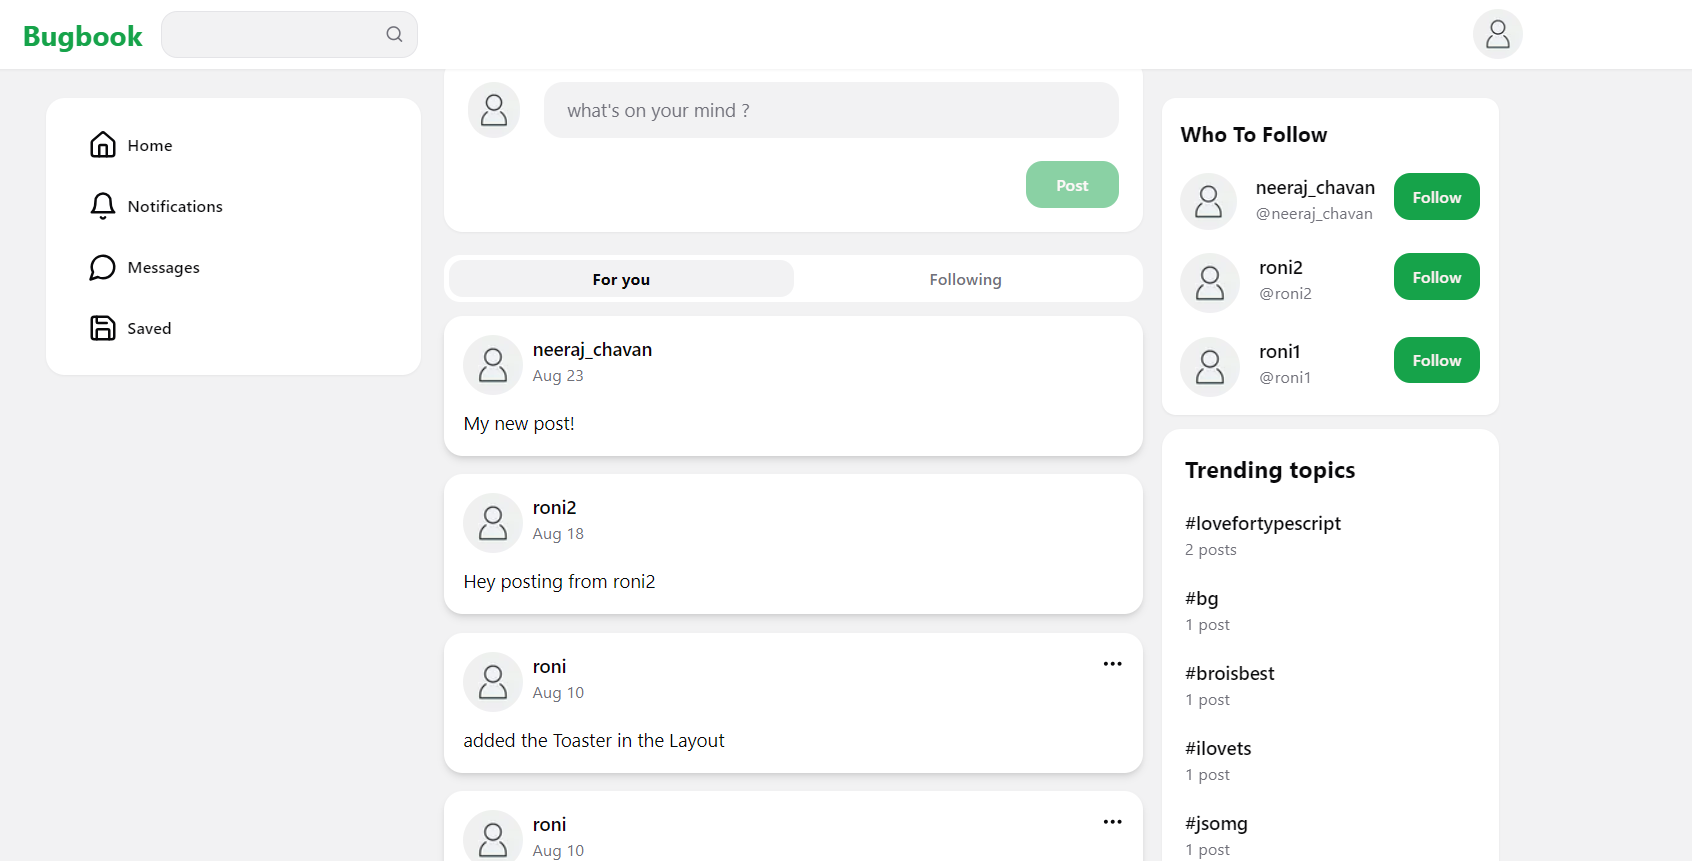 Bugbook
Home
Notifications
Messages
Saved
what's on your mind ?
Post
For you
Following
neeraj_chavan
Aug 23
My new post!
roni2
Aug 18
Hey posting from roni2
roni
Aug 10
added the Toaster in the Layout
roni
Aug 10
Who To Follow
neeraj_chavan
@neeraj_chavan
Follow
roni2
@roni2
Follow
roni1
@roni1
Follow
Trending topics
#lovefortypescript
2 posts
#bg
1 post
#broisbest
1 post
#ilovets
1 post
#jsomg
1 post